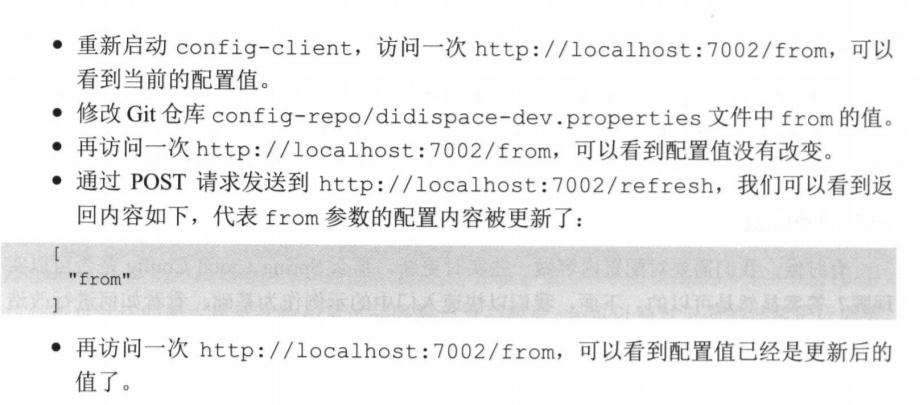 • 重新启动 config-client，访问一次 http://localhost:7002/from，可以
看到当前的配置值。
• 修改 Git 仓库 config-repo/didispace-dev.properties 文件中 from 的值。
• 再访问一次 http://localhost:7002/from，可以看到配置值没有改变。
• 通过 POST 请求发送到 http://localhost:7002/refresh，我们可以看到返
回内容如下，代表 from 参数的配置内容被更新了：
[
"from"
]
• 再访问一次 http://localhost:7002/from，可以看到配置值已经是更新后的
值了。